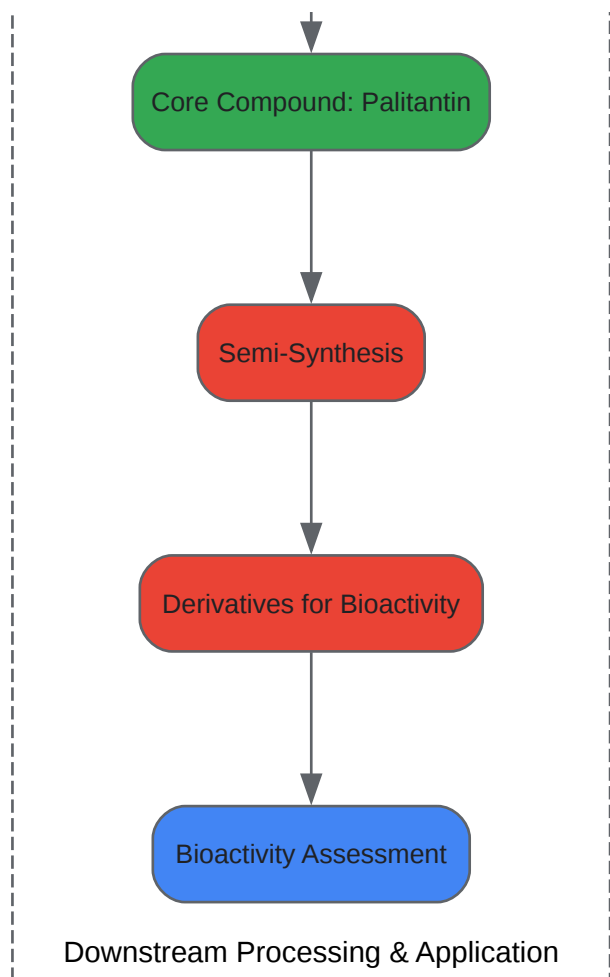 Core Compound: Palitantin
Semi-Synthesis
Derivatives for Bioactivity
Bioactivity Assessment
Downstream Processing & Application